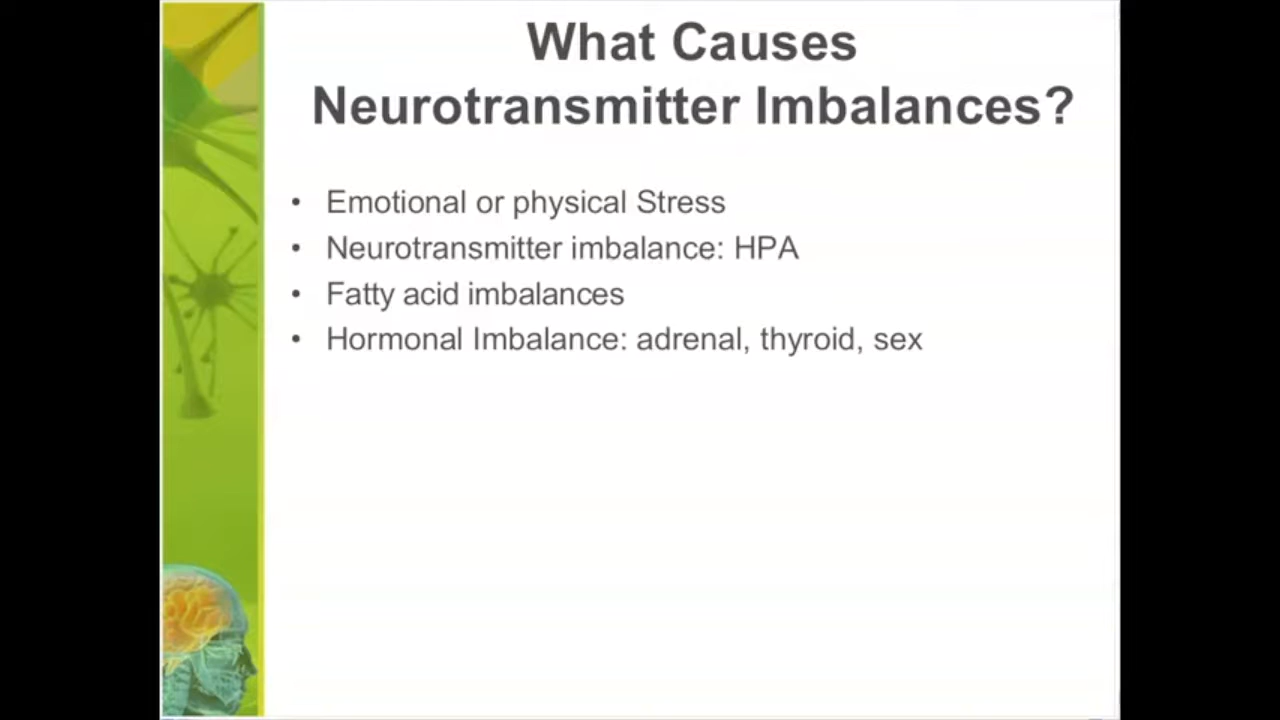 What Causes
Neurotransmitter Imbalances?
• Emotional or physical Stress
• Neurotransmitter imbalance: HPA
• Fatty acid imbalances
• Hormonal Imbalance: adrenal, thyroid, sex